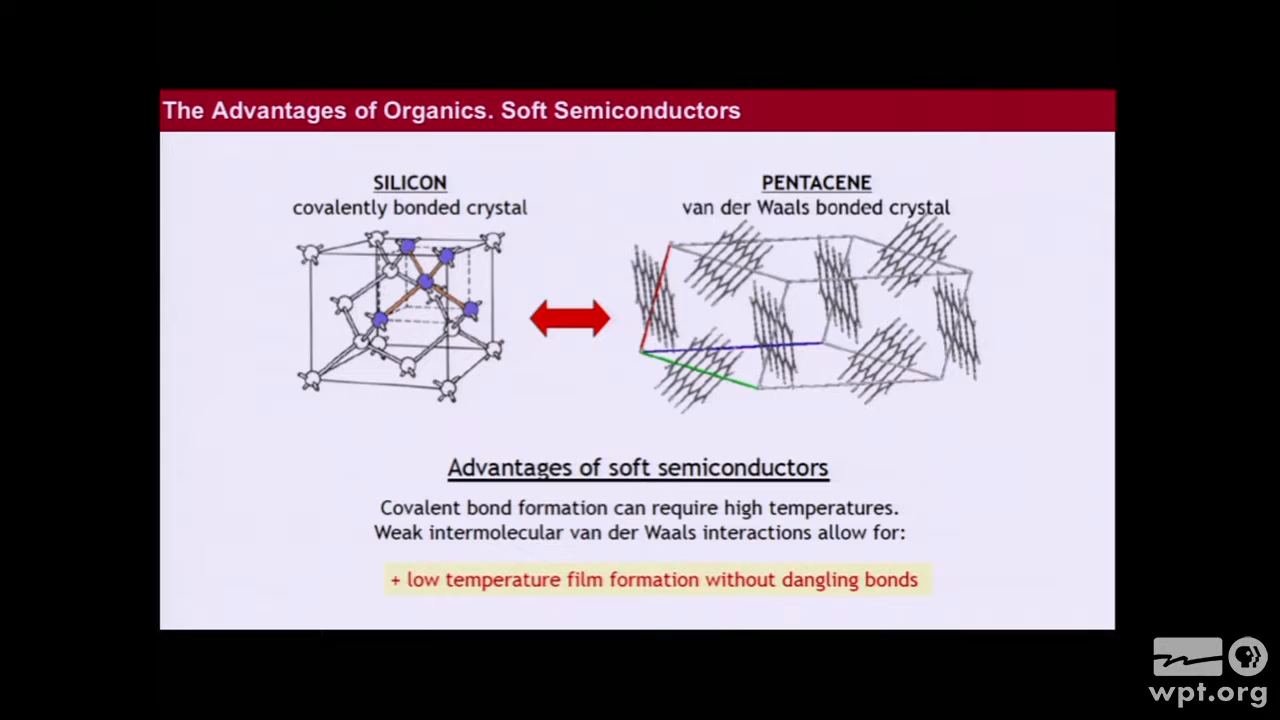 The Advantages of Organics. Soft Semiconductors
SILICON
covalently bonded crystal
PENTACENE
van der Waals bonded crystal
Advantages of soft semiconductors
Covalent bond formation can require high temperatures.
Weak intermolecular van der Waals interactions allow for:
+ low temperature film formation without dangling bonds
wpt.org